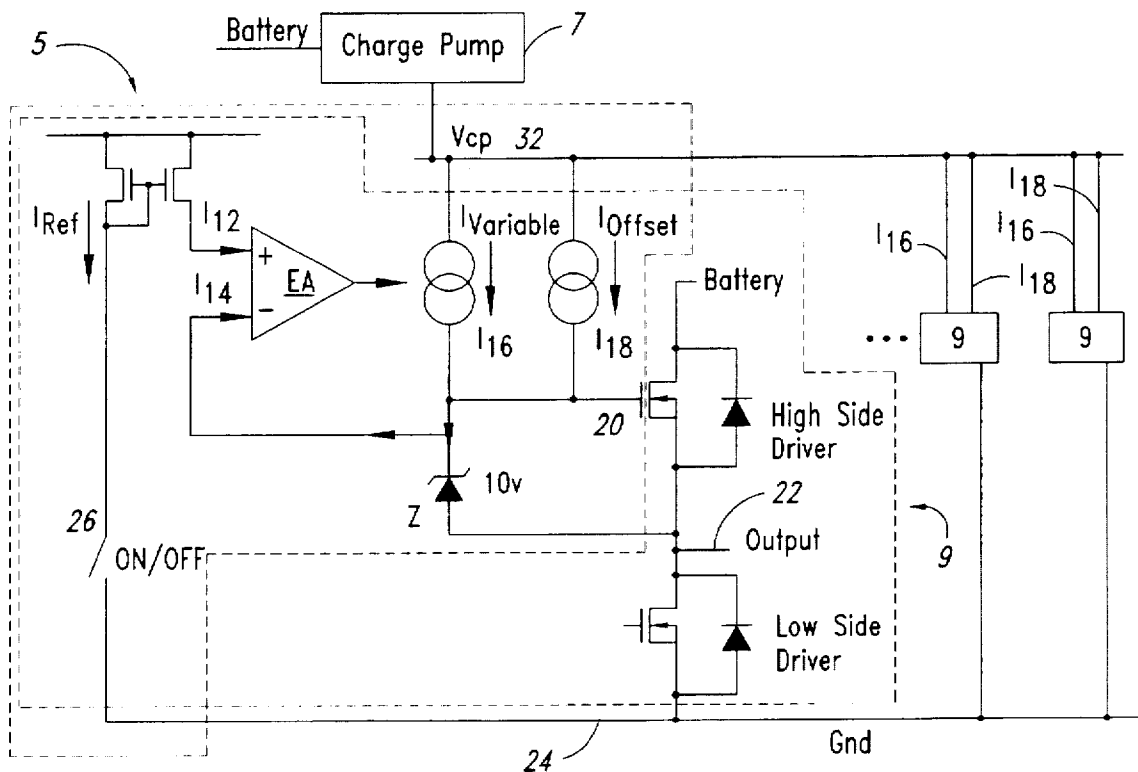 Battery
Charge Pump
7
5
Vcp 32
IRef
I12
I14
+
EA
−
IVariable
I16
IOffset
I18
Battery
I16
I18
I16
I18
9
9
20
High Side
Driver
10v
Z
22
Output
9
26
ON/OFF
Low Side
Driver
24
Gnd